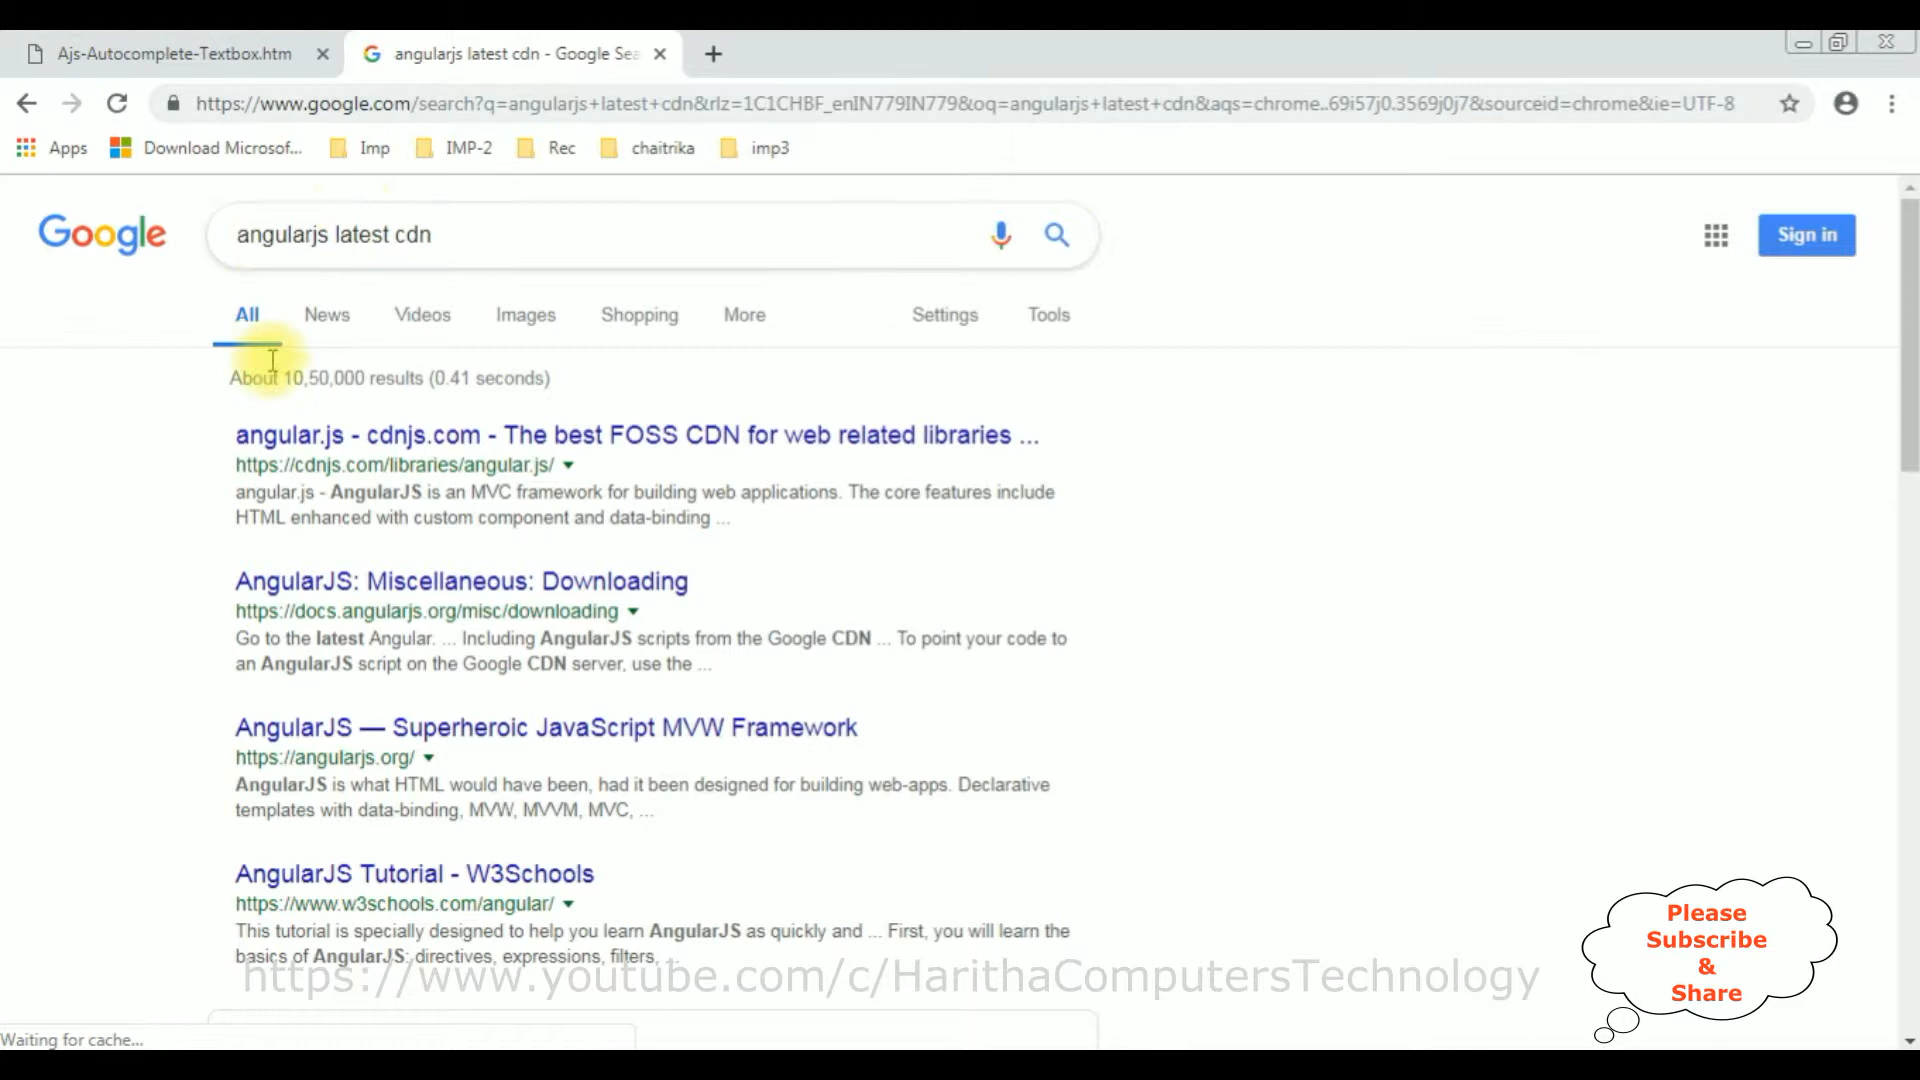 Ajs-Autocomplete-Textbox.htm
angularjs latest cdn - Google Sea
https://www.google.com/search?q=angularjs+latest+cdn&rlz=1C1CHBF_enIN779IN779&oq=angularjs+latest+cdn&aqs=chrome..69i57j0.3569j0j7&sourceid=chrome&ie=UTF-8
Apps Download Microsof... Imp IMP-2 Rec chaitrika imp3
Google
angularjs latest cdn
Sign in
All News Videos Images Shopping More Settings Tools
About 10,50,000 results (0.41 seconds)
angular.js - cdnjs.com - The best FOSS CDN for web related libraries ...
https://cdnjs.com/libraries/angular.js/
angular.js - AngularJS is an MVC framework for building web applications. The core features include
HTML enhanced with custom component and data-binding ...
AngularJS: Miscellaneous: Downloading
https://docs.angularjs.org/misc/downloading
Go to the latest Angular. ... Including AngularJS scripts from the Google CDN ... To point your code to
an AngularJS script on the Google CDN server, use the ...
AngularJS — Superheroic JavaScript MVW Framework
https://angularjs.org/
AngularJS is what HTML would have been, had it been designed for building web-apps. Declarative
templates with data-binding, MVW, MVVM, MVC, ...
AngularJS Tutorial - W3Schools
https://www.w3schools.com/angular/
This tutorial is specially designed to help you learn AngularJS as quickly and ... First, you will learn the
basics of AngularJS: directives, expressions, filters, ...
https://www.youtube.com/c/HarithaComputersTechnology
Please
Subscribe
&
Share
Waiting for cache...